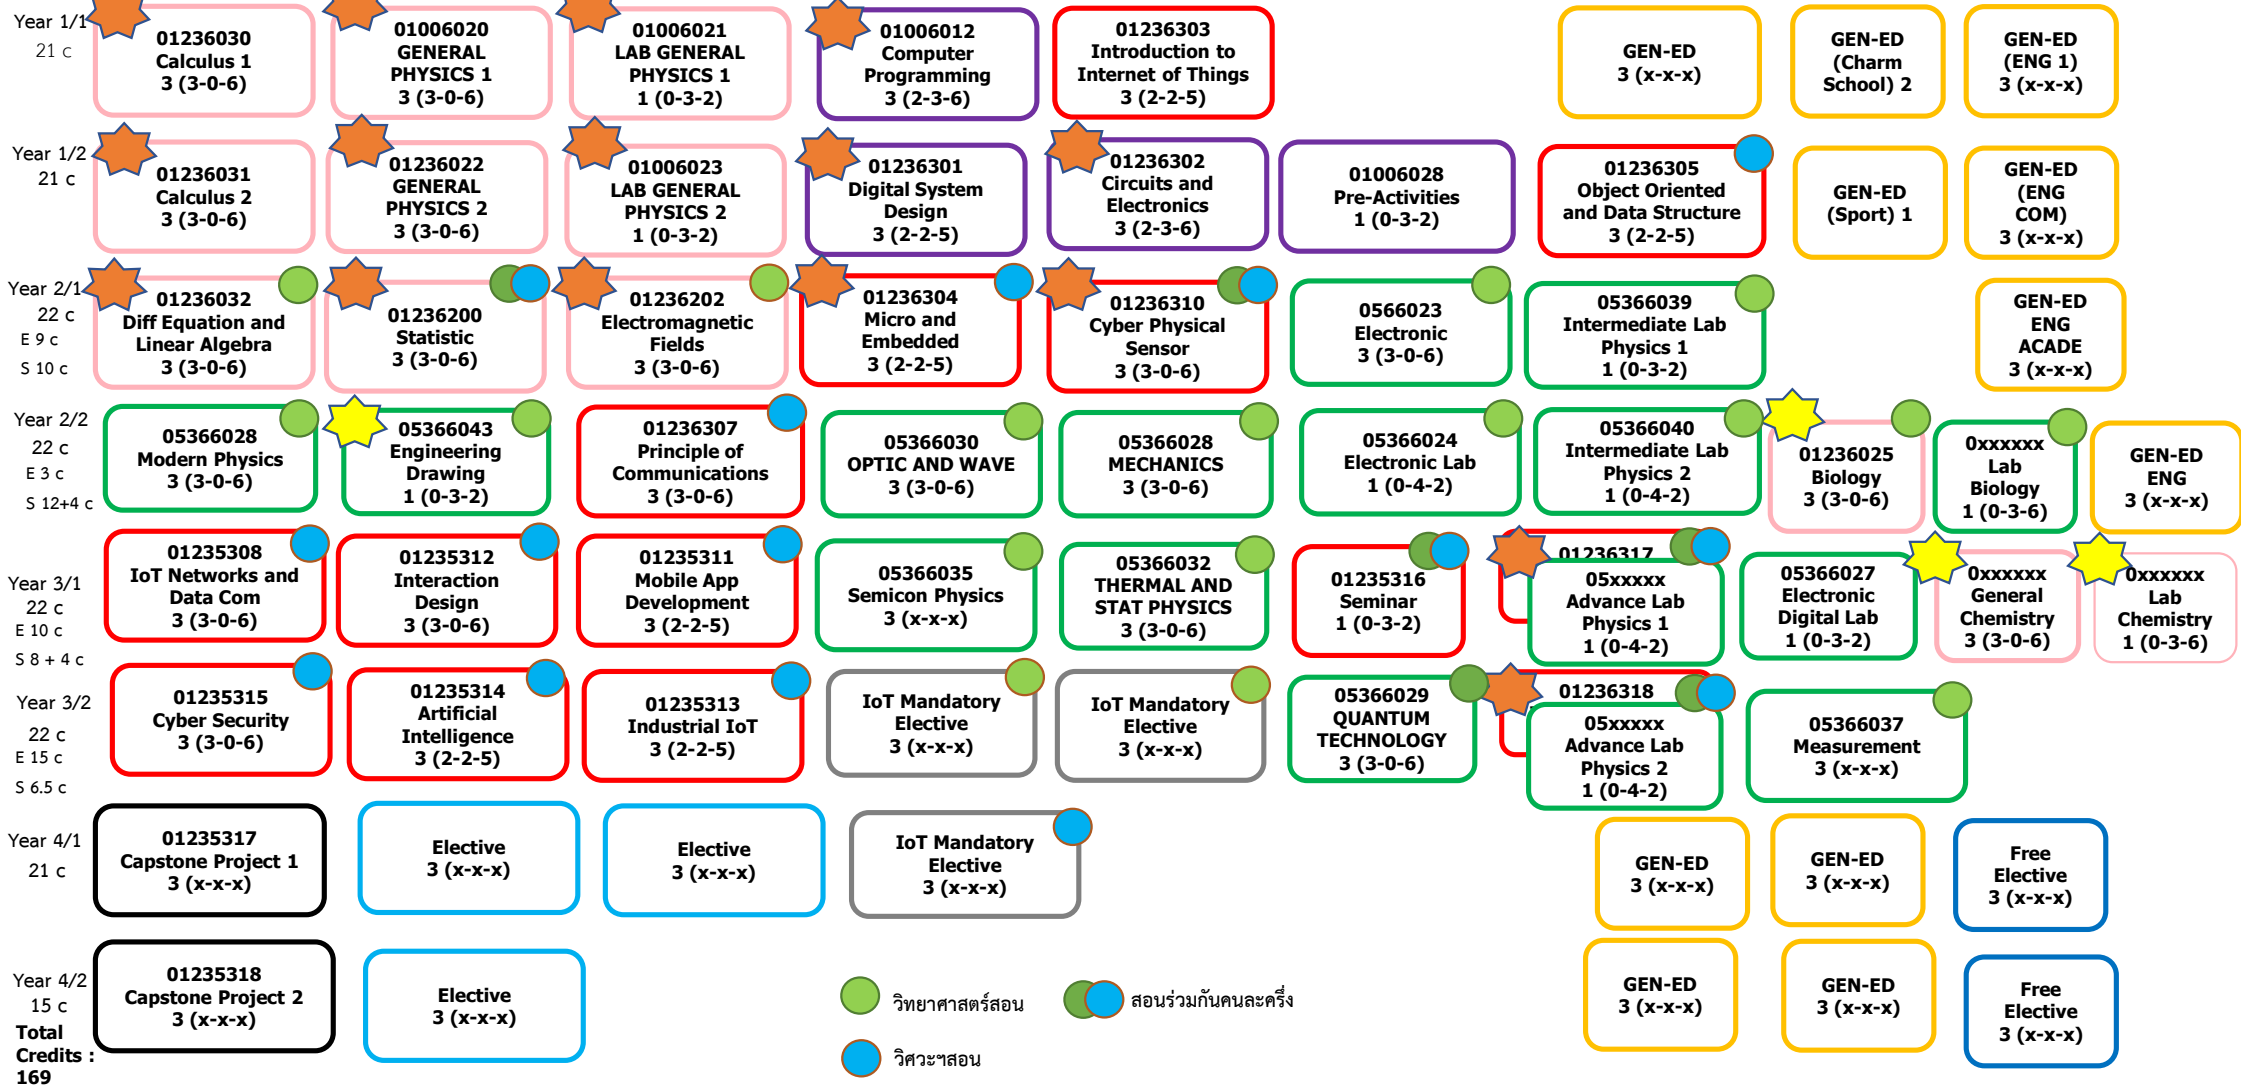 Year 1/1
21 c
01236030
Calculus 1
3 (3-0-6)
01006020
GENERAL
PHYSICS 1
3 (3-0-6)
01006021
LAB GENERAL
PHYSICS 1
1 (0-3-2)
01006012
Computer
Programming
3 (2-3-6)
01236303
Introduction to
Internet of Things
3 (2-2-5)
GEN-ED
3 (x-x-x)
GEN-ED
(Charm
School) 2
GEN-ED
(ENG 1)
3 (x-x-x)
Year 1/2
21 c
01236031
Calculus 2
3 (3-0-6)
01236022
GENERAL
PHYSICS 2
3 (3-0-6)
01006023
LAB GENERAL
PHYSICS 2
1 (0-3-2)
01236301
Digital System
Design
3 (2-2-5)
01236302
Circuits and
Electronics
3 (2-3-6)
01006028
Pre-Activities
1 (0-3-2)
01236305
Object Oriented
and Data Structure
3 (2-2-5)
GEN-ED
(Sport) 1
GEN-ED
(ENG
COM)
3 (x-x-x)
Year 2/1
22 c
E 9 c
S 10 c
01236032
Diff Equation and
Linear Algebra
3 (3-0-6)
01236200
Statistic
3 (3-0-6)
01236202
Electromagnetic
Fields
3 (3-0-6)
01236304
Micro and
Embedded
3 (2-2-5)
01236310
Cyber Physical
Sensor
3 (3-0-6)
0566023
Electronic
3 (3-0-6)
05366039
Intermediate Lab
Physics 1
1 (0-3-2)
GEN-ED
ENG
ACADE
3 (x-x-x)
Year 2/2
22 c
E 3 c
S 12+4 c
05366028
Modern Physics
3 (3-0-6)
05366043
Engineering
Drawing
1 (0-3-2)
01236307
Principle of
Communications
3 (3-0-6)
05366030
OPTIC AND WAVE
3 (3-0-6)
05366028
MECHANICS
3 (3-0-6)
05366024
Electronic Lab
1 (0-4-2)
05366040
Intermediate Lab
Physics 2
1 (0-4-2)
01236025
Biology
3 (3-0-6)
0xxxxxx
Lab
Biology
1 (0-3-6)
GEN-ED
ENG
3 (x-x-x)
Year 3/1
22 c
E 10 c
S 8 + 4 c
01235308
IoT Networks and
Data Com
3 (3-0-6)
01235312
Interaction
Design
3 (3-0-6)
01235311
Mobile App
Development
3 (2-2-5)
05366035
Semicon Physics
3 (x-x-x)
05366032
THERMAL AND
STAT PHYSICS
3 (3-0-6)
01235316
Seminar
1 (0-3-2)
01236317
05xxxxx
Advance Lab
Physics 1
1 (0-4-2)
05366027
Electronic
Digital Lab
1 (0-3-2)
0xxxxxx
General
Chemistry
3 (3-0-6)
0xxxxxx
Lab
Chemistry
1 (0-3-6)
Year 3/2
22 c
E 15 c
S 6.5 c
01235315
Cyber Security
3 (3-0-6)
01235314
Artificial
Intelligence
3 (2-2-5)
01235313
Industrial IoT
3 (2-2-5)
IoT Mandatory
Elective
3 (x-x-x)
IoT Mandatory
Elective
3 (x-x-x)
05366029
QUANTUM
TECHNOLOGY
3 (3-0-6)
01236318
05xxxxx
Advance Lab
Physics 2
1 (0-4-2)
05366037
Measurement
3 (x-x-x)
Year 4/1
21 c
01235317
Capstone Project 1
3 (x-x-x)
Elective
3 (x-x-x)
Elective
3 (x-x-x)
IoT Mandatory
Elective
3 (x-x-x)
GEN-ED
3 (x-x-x)
GEN-ED
3 (x-x-x)
Free
Elective
3 (x-x-x)
Year 4/2
15 c
Total
Credits :
169
01235318
Capstone Project 2
3 (x-x-x)
Elective
3 (x-x-x)
วิทยาศาสตร์สอน
สอนร่วมกันคนละครึ่ง
วิศวะฯสอน
GEN-ED
3 (x-x-x)
GEN-ED
3 (x-x-x)
Free
Elective
3 (x-x-x)